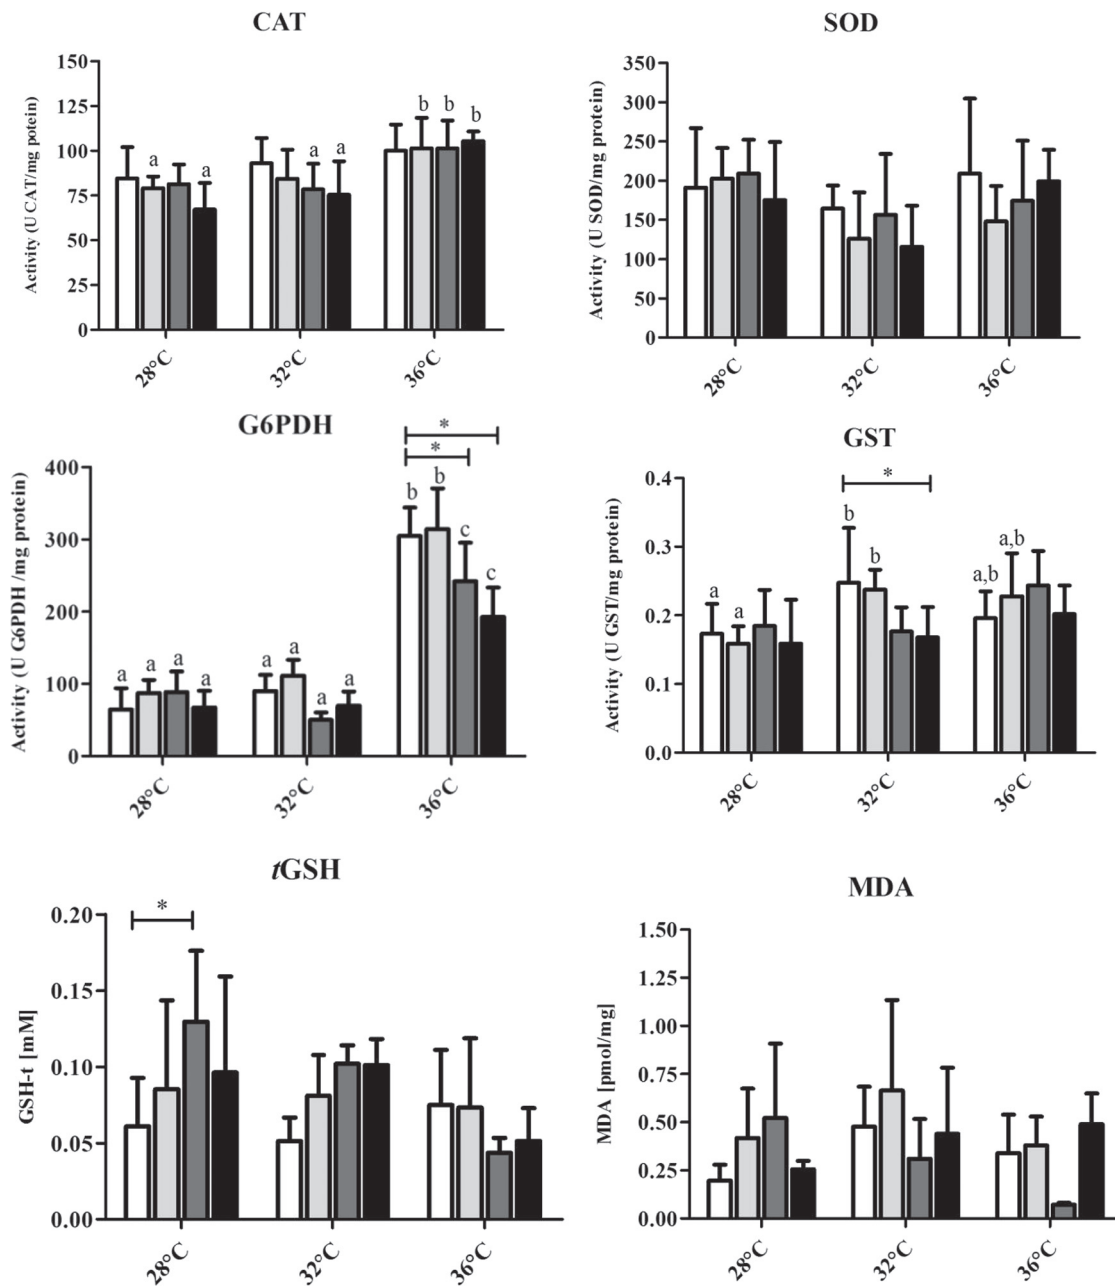 CAT
Activity (U CAT/mg potein)
150
125
100
75
50
25
0
a
a
a
a
b
b
b
28°C
32°C
36°C
SOD
Activity (U SOD/mg protein)
350
300
250
200
150
100
50
0
28°C
32°C
36°C
G6PDH
Activity (U G6PDH /mg protein)
400
300
200
100
0
*
*
a
a
a
a
a
a
a
a
b
b
c
c
28°C
32°C
36°C
GST
Activity (U GST/mg protein)
0.4
0.3
0.2
0.1
0.0
*
a
a
b
b
a,b
a,b
28°C
32°C
36°C
tGSH
GSH-t [mM]
0.20
0.15
0.10
0.05
0.00
*
28°C
32°C
36°C
MDA
MDA [pmol/mg]
1.50
1.25
1.00
0.75
0.50
0.25
0.00
28°C
32°C
36°C